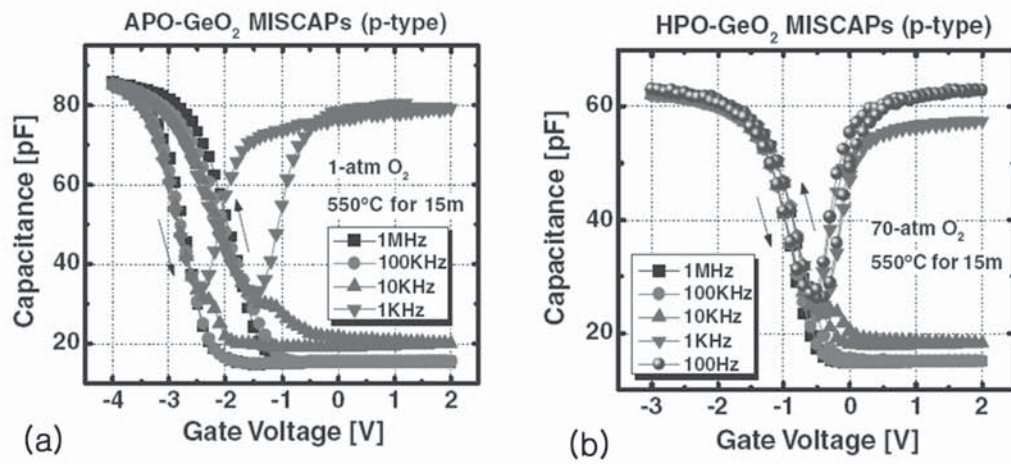 APO-GeO₂ MISCAPs (p-type)
Capacitance [pF]
80
60
40
20
1-atm O₂
550°C for 15m
1MHz
100KHz
10KHz
1KHz
-4 -3 -2 -1 0 1 2
Gate Voltage [V]
(a)
HPO-GeO₂ MISCAPs (p-type)
Capacitance [pF]
60
40
20
70-atm O₂
550°C for 15m
1MHz
100KHz
10KHz
1KHz
100Hz
-3 -2 -1 0 1 2
Gate Voltage [V]
(b)